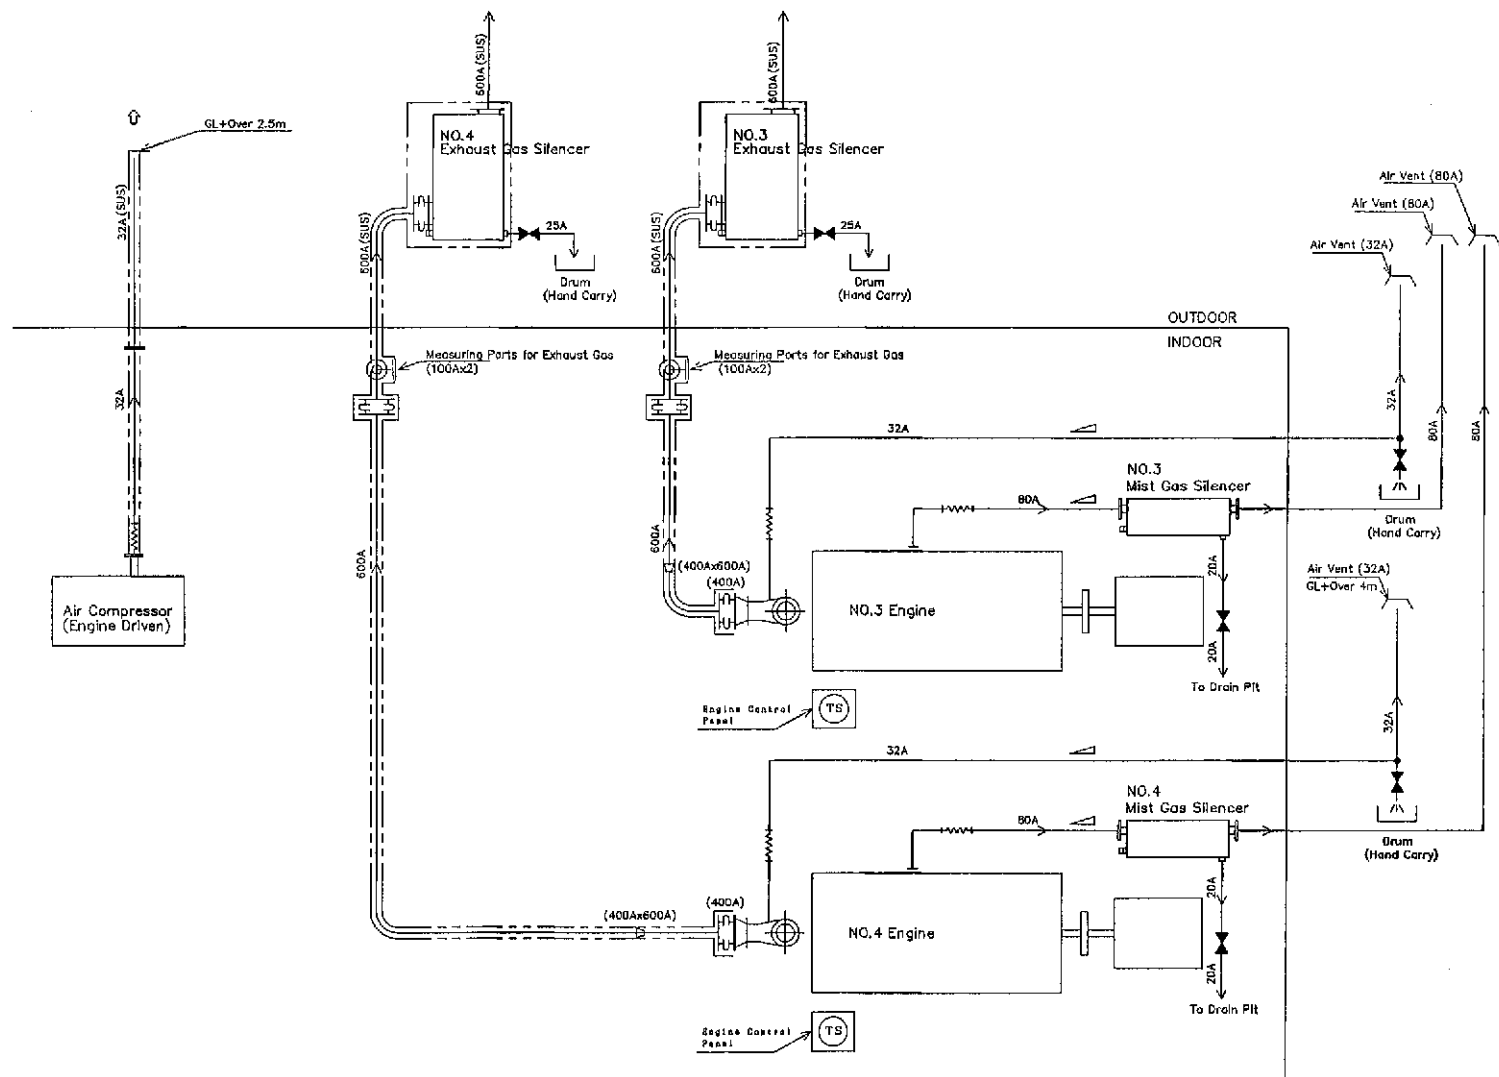 600A(SUS)
600A(SUS)
GL+Over 2.5m
NO.4
Exhaust Gas Silencer
NO.3
Exhaust Gas Silencer
Air Vent (80A)
Air Vent (80A)
Air Vent (32A)
32A(SUS)
600A(SUS)
25A
600A(SUS)
25A
Drum
(Hand Carry)
Drum
(Hand Carry)
OUTDOOR
INDOOR
Measuring Ports for Exhaust Gas
(100Ax2)
Measuring Ports for Exhaust Gas
(100Ax2)
32A
32A
32A
80A
80A
NO.3
Mist Gas Silencer
80A
Drum
(Hand Carry)
600A
600A
(400Ax600A)
(400A)
20A
Air Vent (32A)
GL+Over 4m
Air Compressor
(Engine Driven)
NO.3 Engine
20A
To Drain Pit
Engine Control
Panel
TS
32A
32A
NO.4
Mist Gas Silencer
80A
Drum
(Hand Carry)
20A
(400Ax600A)
(400A)
NO.4 Engine
20A
To Drain Pit
Engine Control
Panel
TS